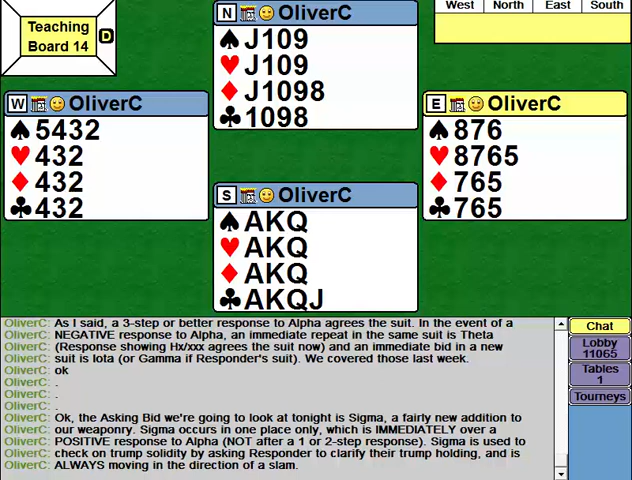 West North East South
Teaching
Board 14 D
N OliverC
♠ J109
♥ J109
♦ J1098
♣ 1098
W OliverC
♠ 5432
♥ 432
♦ 432
♣ 432
E OliverC
♠ 876
♥ 8765
♦ 765
♣ 765
S OliverC
♠ AKQ
♥ AKQ
♦ AKQ
♣ AKQJ
OliverC: As I said, a 3-step or better response to Alpha agrees the suit. In the event of a
OliverC: NEGATIVE response to Alpha, an immediate repeat in the same suit is Theta
OliverC: (Response showing Hx/xxx agrees the suit now) and an immediate bid in a new
OliverC: suit is Iota (or Gamma if Responder's suit). We covered those last week.
OliverC: ok
OliverC: .
OliverC: .
OliverC: .
OliverC: Ok, the Asking Bid we're going to look at tonight is Sigma, a fairly new addition to
OliverC: our weaponry. Sigma occurs in one place only, which is IMMEDIATELY over a
OliverC: POSITIVE response to Alpha (NOT after a 1 or 2-step response). Sigma is used to
OliverC: check on trump solidity by asking Responder to clarify their trump holding, and is
OliverC: ALWAYS moving in the direction of a slam.
Chat
Lobby
11065
Tables
1
Tourneys